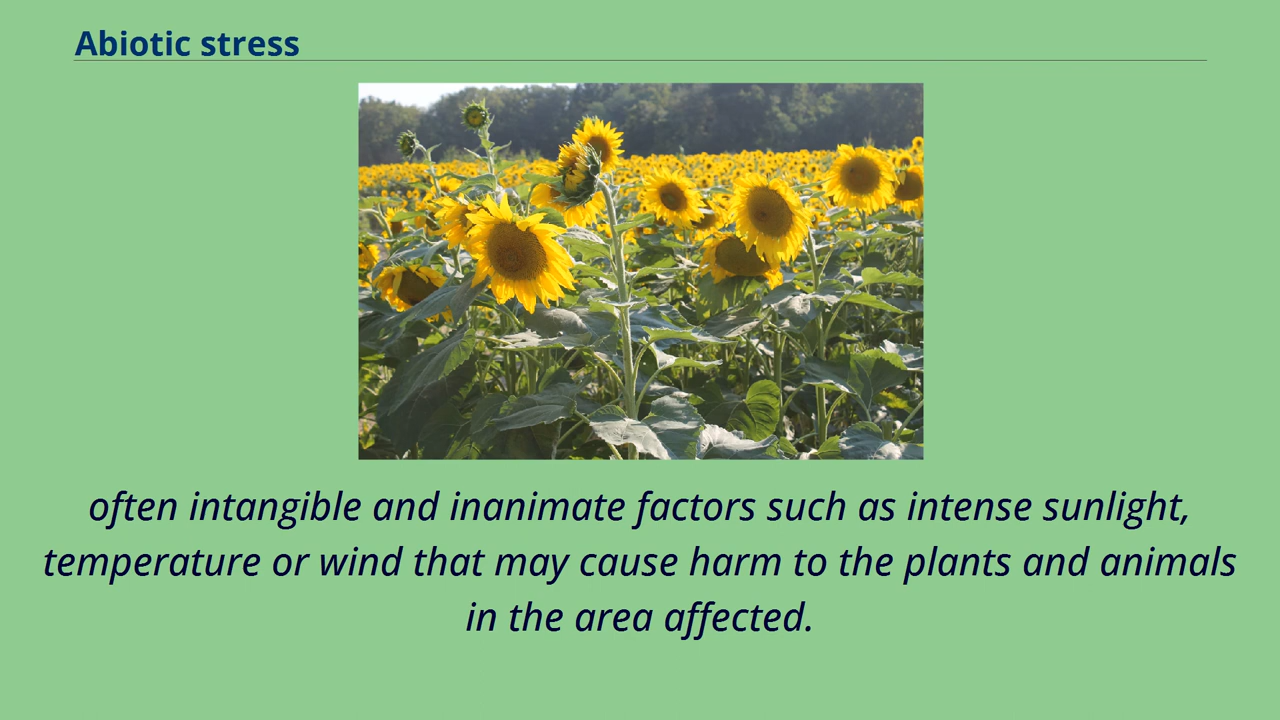 Abiotic stress
often intangible and inanimate factors such as intense sunlight,
temperature or wind that may cause harm to the plants and animals
in the area affected.